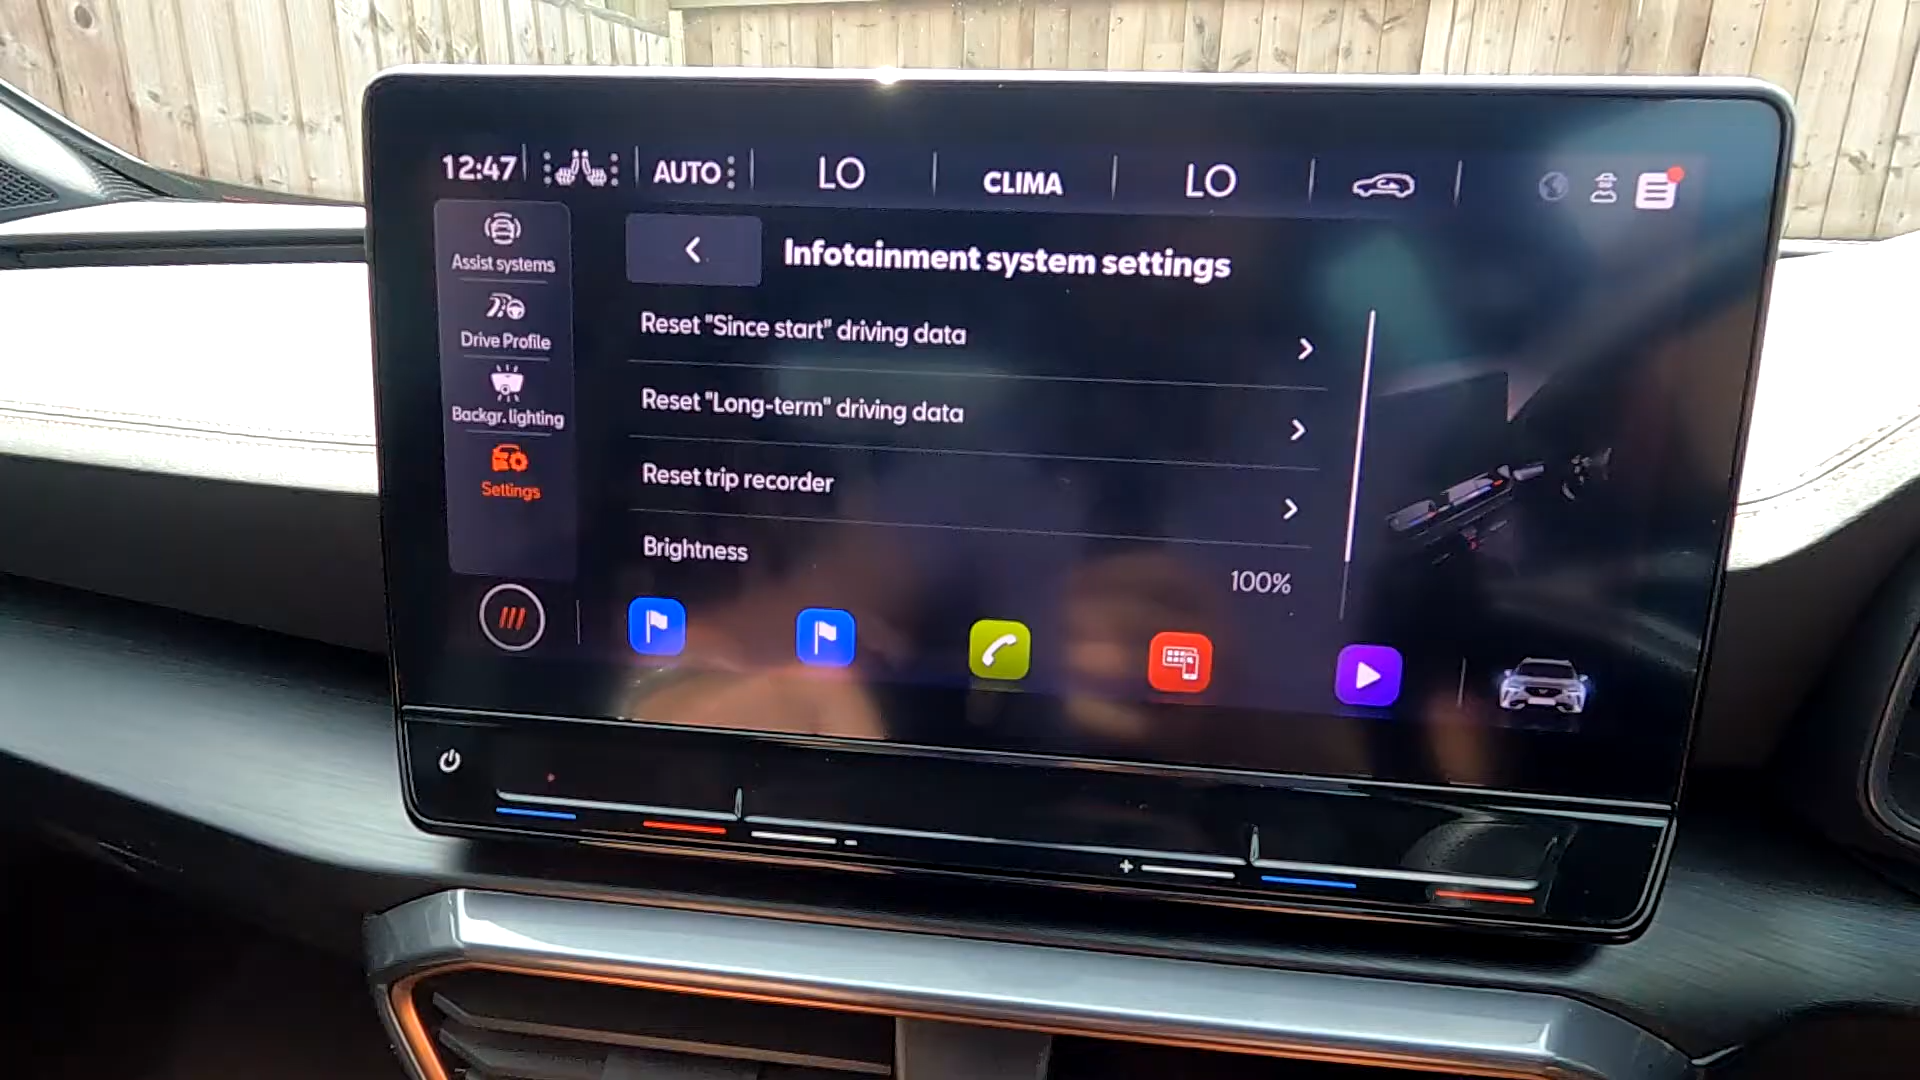 12:47 AUTO LO CLIMA LO
Assist systems
Drive Profile
Backgr. lighting
Settings
Infotainment system settings
Reset "Since start" driving data
Reset "Long-term" driving data
Reset trip recorder
Brightness
100%
- +